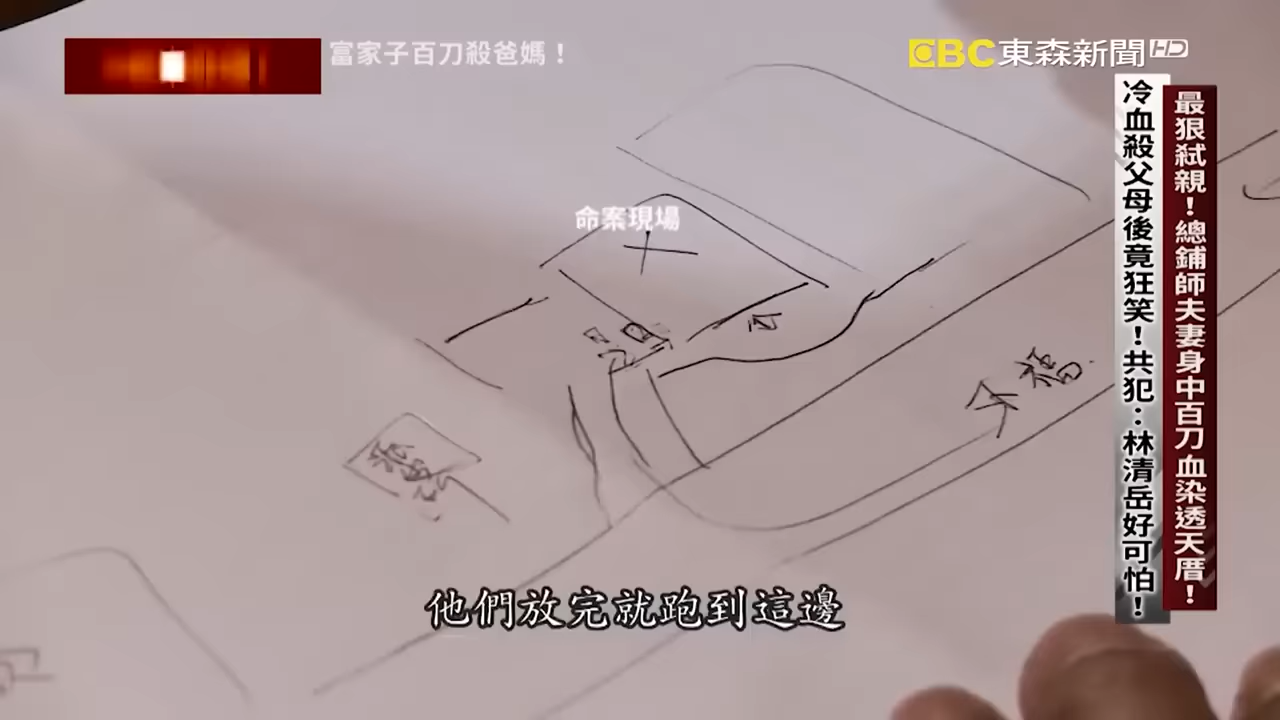 富家子百刀殺爸媽！
EBC東森新聞HD
最狠弒親！總鋪師夫妻身中百刀血染透天厝！
冷血殺父母後竟狂笑！共犯：林清岳好可怕！
命案現場
他們放完就跑到這邊